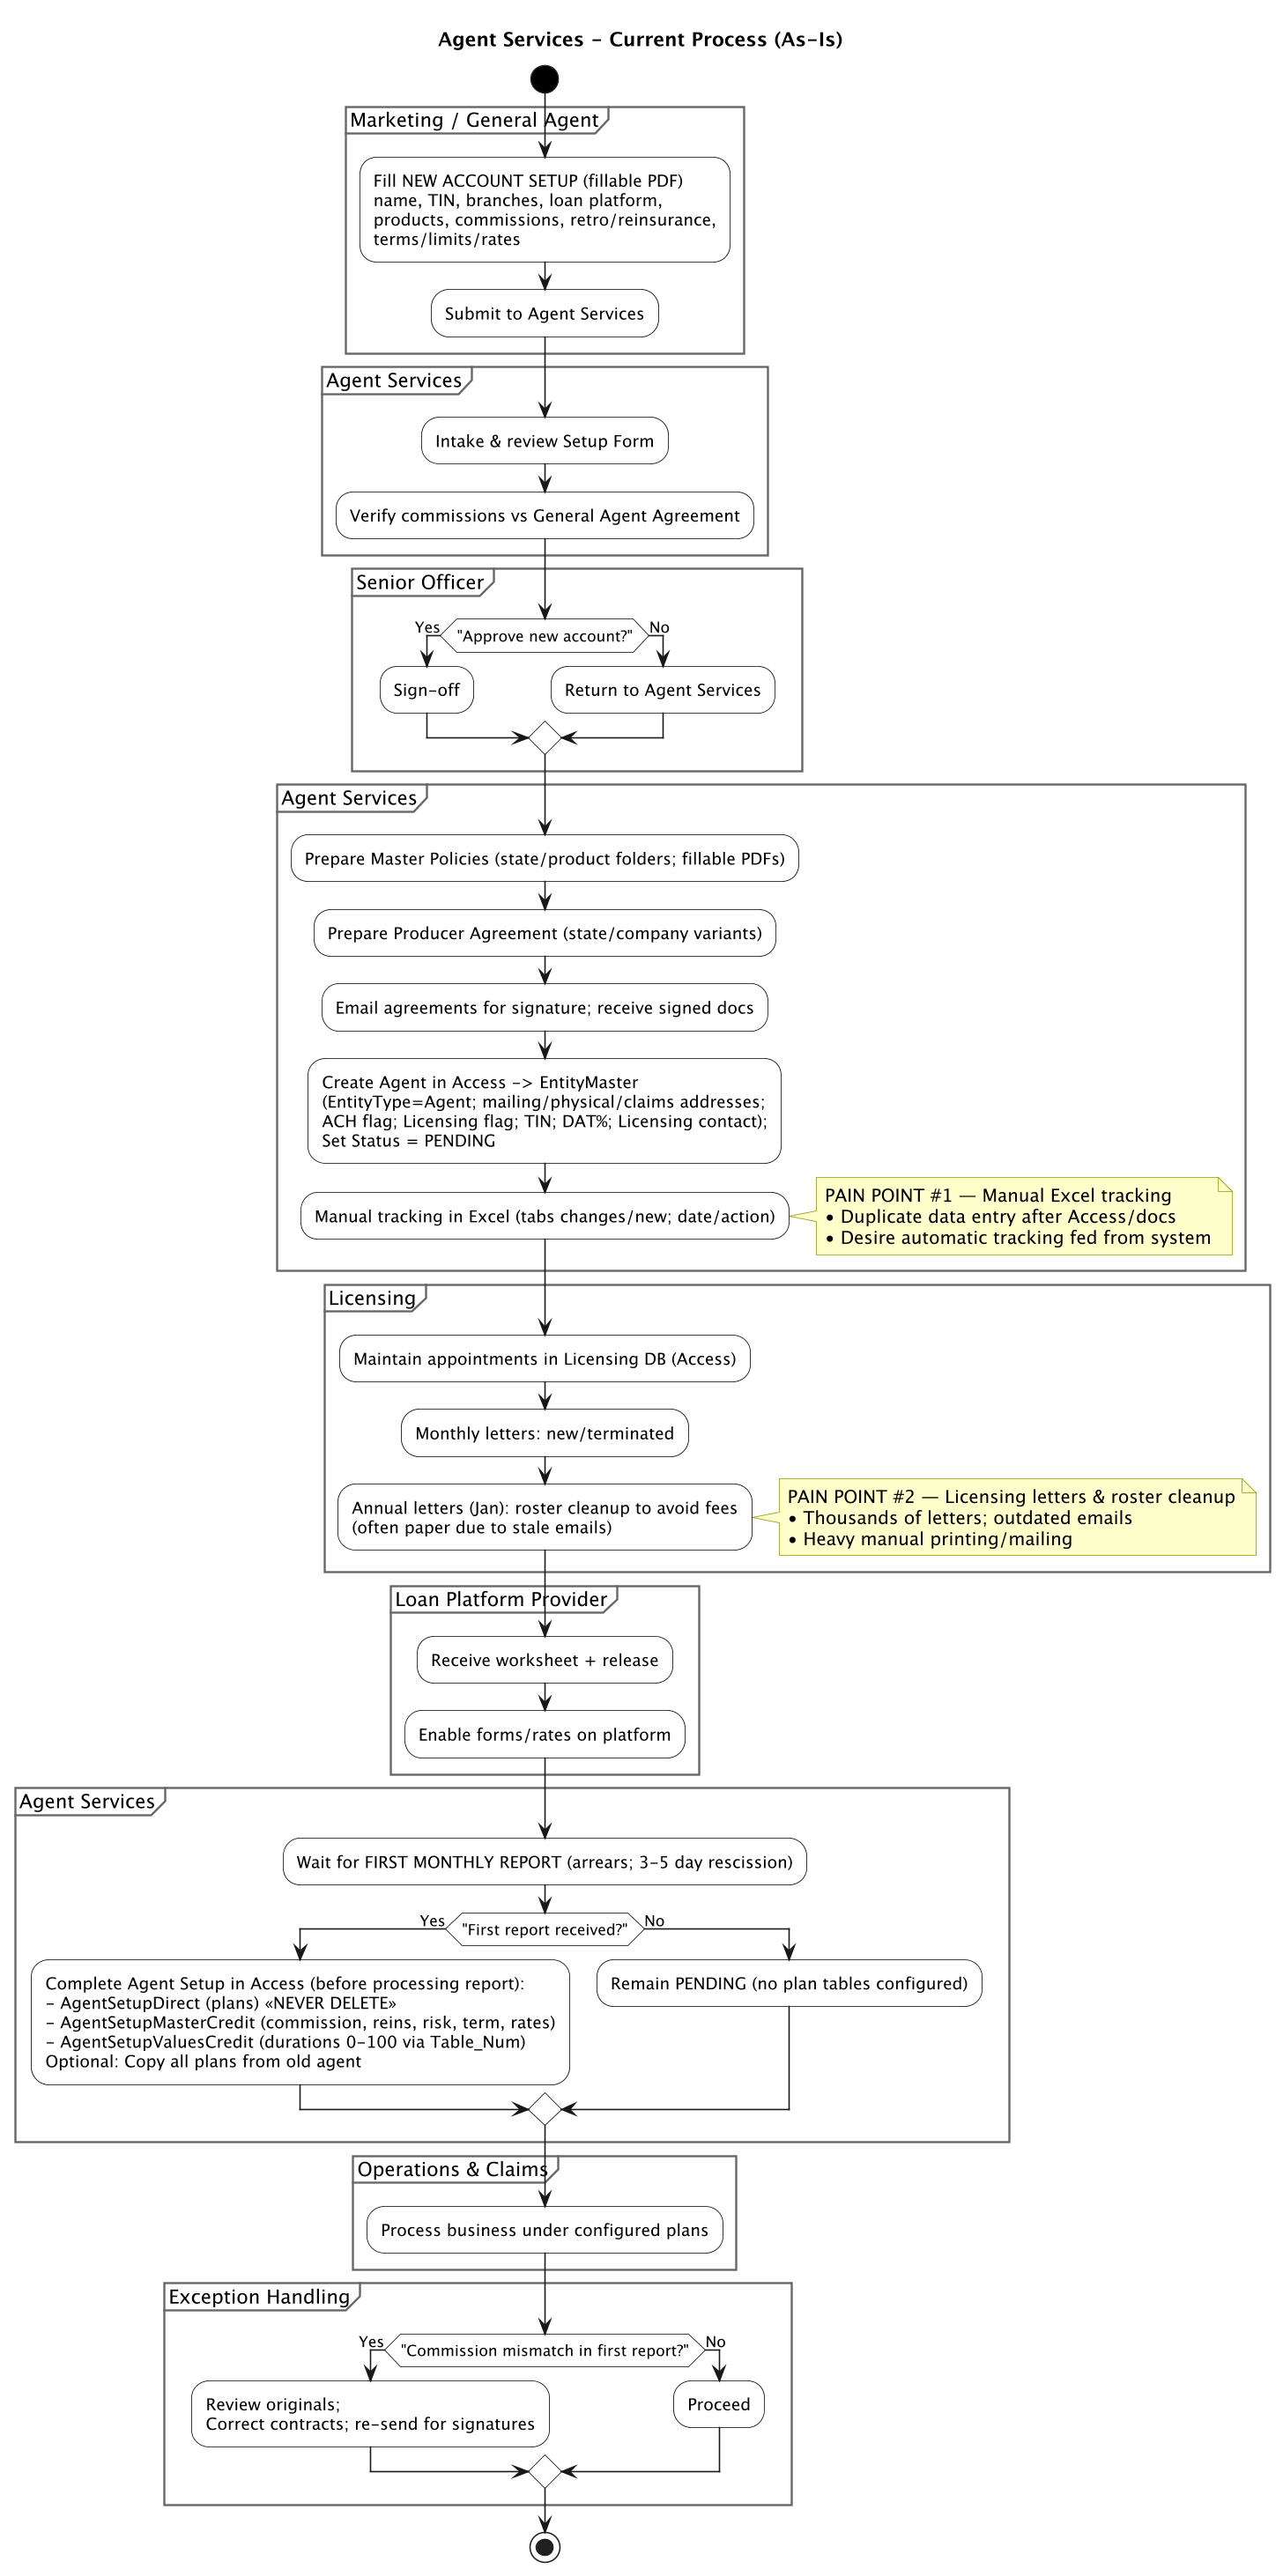 Agent Services - Current Process (As-Is)
Marketing / General Agent
Fill NEW ACCOUNT SETUP (fillable PDF)
name, TIN, branches, loan platform,
products, commissions, retro/reinsurance,
terms/limits/rates
Submit to Agent Services
Agent Services
Intake & review Setup Form
Verify commissions vs General Agent Agreement
Senior Officer
Yes
"Approve new account?"
No
Sign-off
Return to Agent Services
Agent Services
Prepare Master Policies (state/product folders; fillable PDFs)
Prepare Producer Agreement (state/company variants)
Email agreements for signature; receive signed docs
Create Agent in Access -> EntityMaster
(EntityType=Agent; mailing/physical/claims addresses;
ACH flag; Licensing flag; TIN; DAT%; Licensing contact);
Set Status = PENDING
Manual tracking in Excel (tabs changes/new; date/action)
PAIN POINT #1 — Manual Excel tracking
• Duplicate data entry after Access/docs
• Desire automatic tracking fed from system
Licensing
Maintain appointments in Licensing DB (Access)
Monthly letters: new/terminated
Annual letters (Jan): roster cleanup to avoid fees
(often paper due to stale emails)
PAIN POINT #2 — Licensing letters & roster cleanup
• Thousands of letters; outdated emails
• Heavy manual printing/mailing
Loan Platform Provider
Receive worksheet + release
Enable forms/rates on platform
Agent Services
Wait for FIRST MONTHLY REPORT (arrears; 3-5 day rescission)
Yes
"First report received?"
No
Complete Agent Setup in Access (before processing report):
- AgentSetupDirect (plans) «NEVER DELETE»
- AgentSetupMasterCredit (commission, reins, risk, term, rates)
- AgentSetupValuesCredit (durations 0-100 via Table_Num)
Optional: Copy all plans from old agent
Remain PENDING (no plan tables configured)
Operations & Claims
Process business under configured plans
Exception Handling
Yes
"Commission mismatch in first report?"
No
Review originals;
Correct contracts; re-send for signatures
Proceed